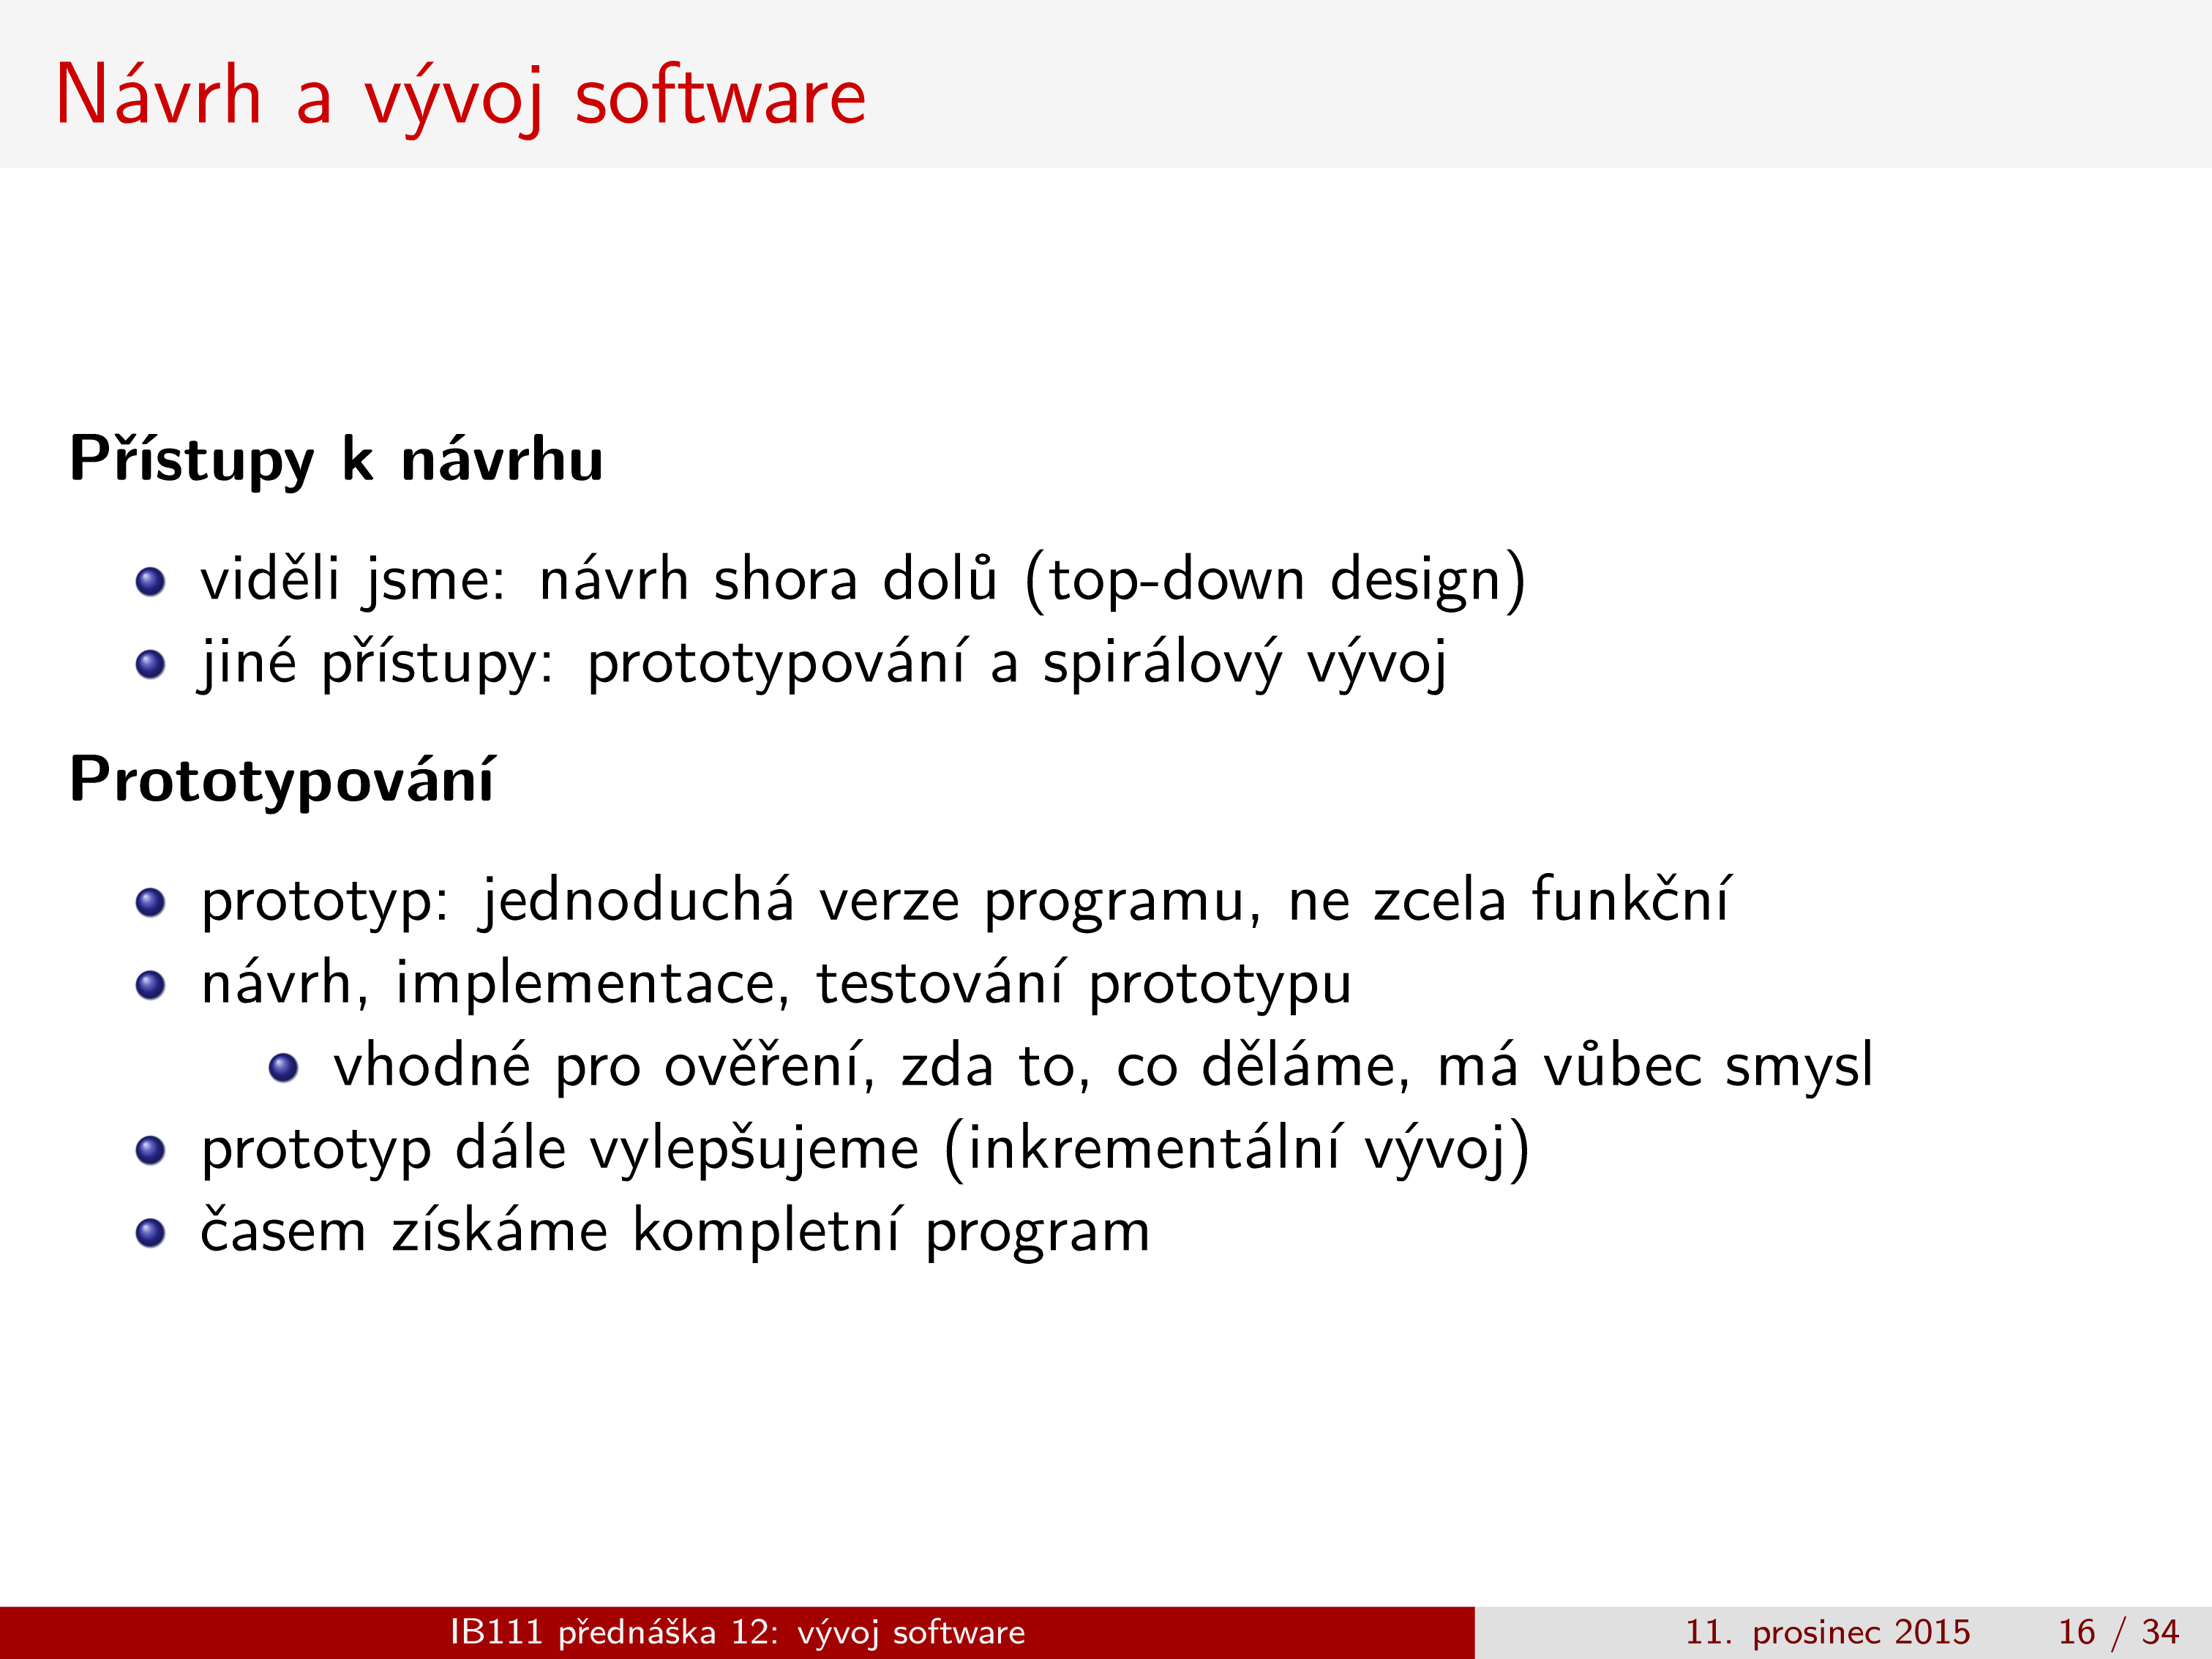 Návrh a vývoj software
Přístupy k návrhu
viděli jsme: návrh shora dolů (top-down design)
jiné přístupy: prototypování a spirálový vývoj
Prototypování
prototyp: jednoduchá verze programu, ne zcela funkční
návrh, implementace, testování prototypu
vhodné pro ověření, zda to, co děláme, má vůbec smysl
prototyp dále vylepšujeme (inkrementální vývoj)
časem získáme kompletní program
IB111 přednáška 12: vývoj software 11. prosinec 2015 16 / 34